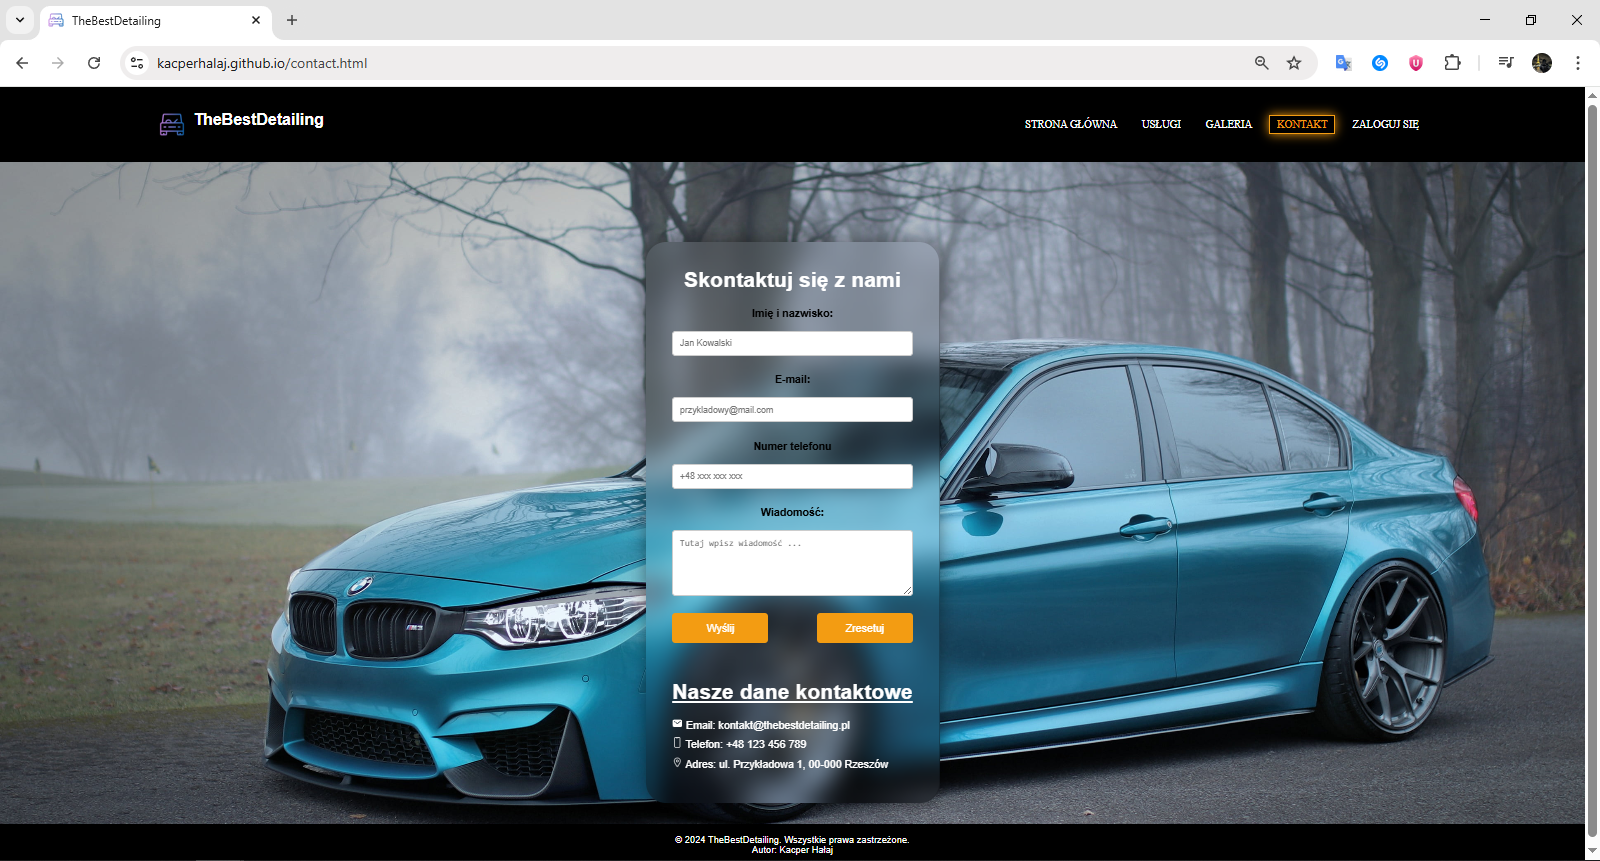 TheBestDetailing
kacperhalaj.github.io/contact.html
TheBestDetailing
STRONA GŁÓWNA USŁUGI GALERIA KONTAKT ZALOGUJ SIĘ
Skontaktuj się z nami
Imię i nazwisko:
Jan Kowalski
E-mail:
przykladowy@mail.com
Numer telefonu
+48 xxx xxx xxx
Wiadomość:
Tutaj wpisz wiadomość ...
Wyślij Zresetuj
Nasze dane kontaktowe
Email: kontakt@thebestdetailing.pl
Telefon: +48 123 456 789
Adres: ul. Przykładowa 1, 00-000 Rzeszów
© 2024 TheBestDetailing. Wszystkie prawa zastrzeżone.
Autor: Kacper Hałaj